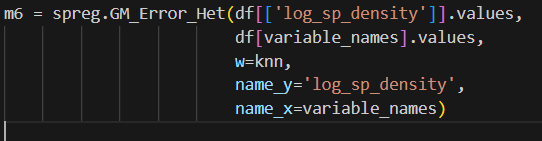 m6 = spreg.GM_Error_Het(df[['log_sp_density']].values,
df[variable_names].values,
w=knn,
name_y='log_sp_density',
name_x=variable_names)